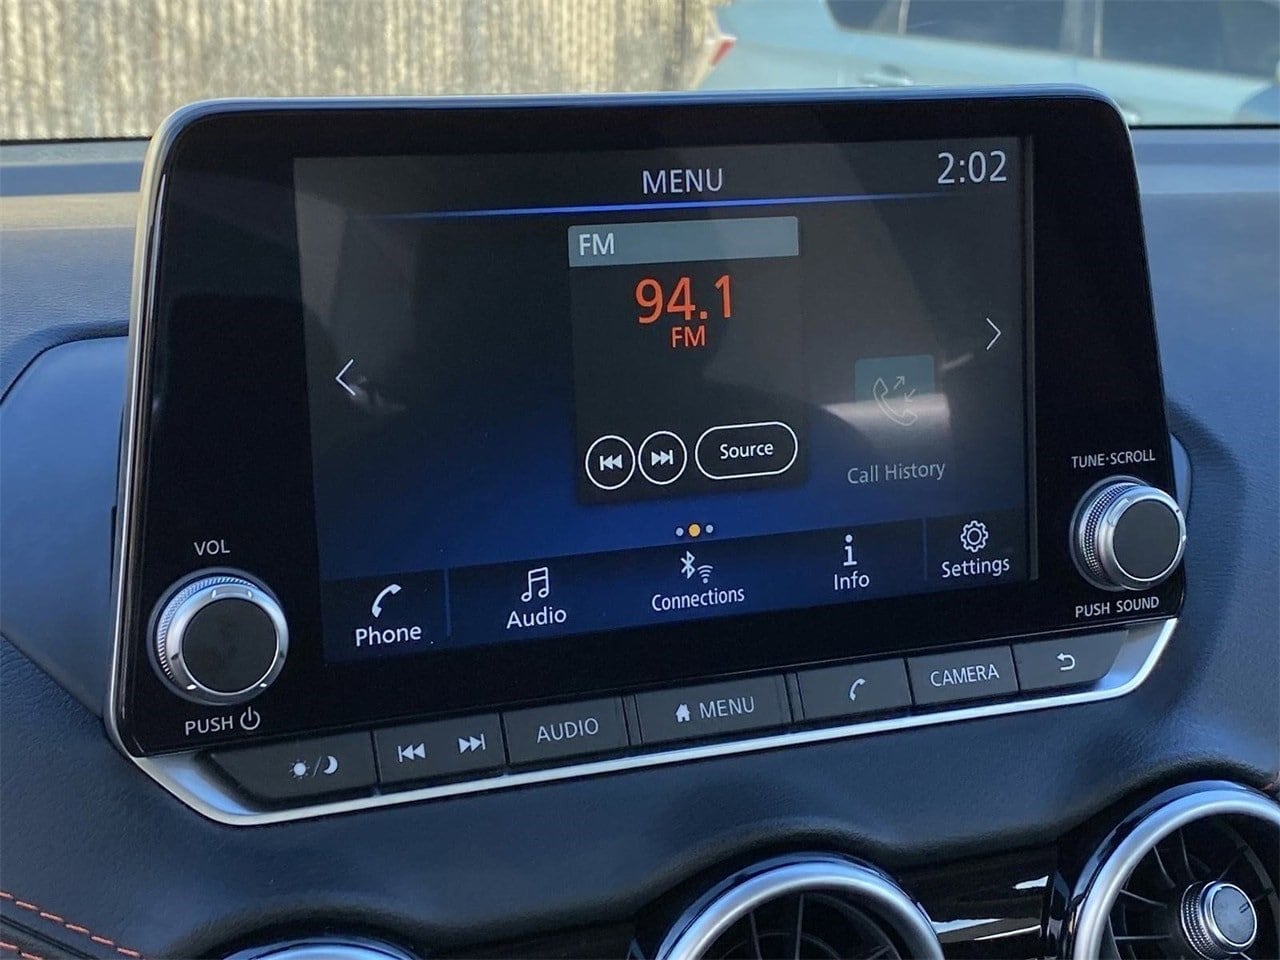 MENU
2:02
FM
94.1
FM
Source
Call History
Phone
Audio
Connections
Info
Settings
VOL
PUSH
TUNE·SCROLL
PUSH SOUND
AUDIO
MENU
CAMERA